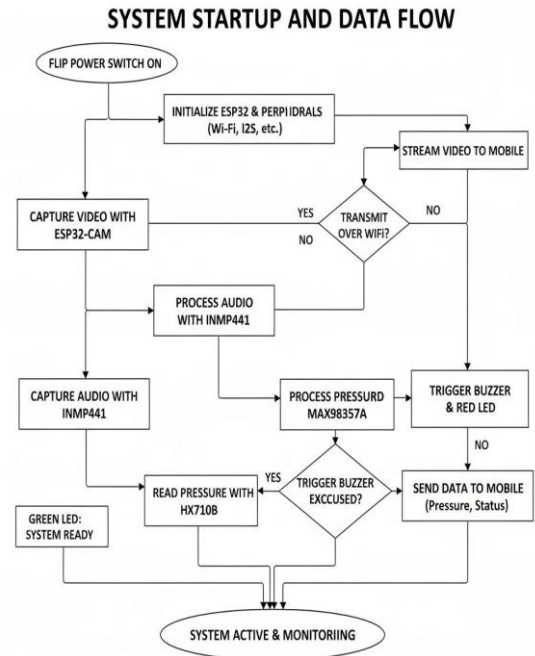 SYSTEM STARTUP AND DATA FLOW
FLIP POWER SWITCH ON
INITIALIZE ESP32 & PERPIIDRALS
(Wi-Fi, I2S, etc.)
STREAM VIDEO TO MOBILE
CAPTURE VIDEO WITH
ESP32-CAM
YES
NO
TRANSMIT
OVER WIFi?
NO
PROCESS AUDIO
WITH INMP441
CAPTURE AUDIO WITH
INMP441
PROCESS PRESSURD
MAX98357A
TRIGGER BUZZER
& RED LED
NO
READ PRESSURE WITH
HX710B
YES
TRIGGER BUZZER
EXCCUSED?
SEND DATA TO MOBILE
(Pressure, Status)
GREEN LED:
SYSTEM READY
SYSTEM ACTIVE & MONITORIING